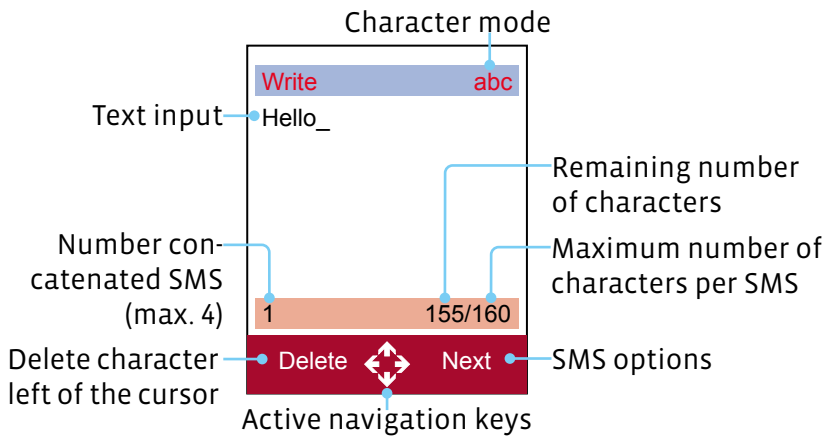 Character mode
Write abc
Text input Hello_
Remaining number
of characters
Number con-
catenated SMS
(max. 4)
Maximum number of
characters per SMS
1 155/160
Delete character
left of the cursor
Delete Next
SMS options
Active navigation keys